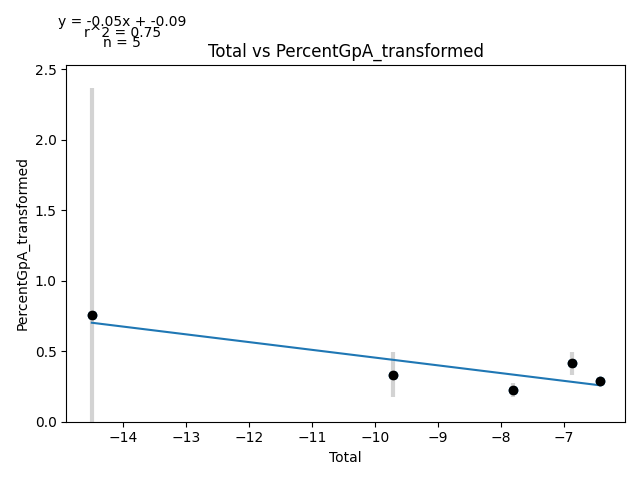 y = -0.05x + -0.09
r^2 = 0.75
n = 5
Total vs PercentGpA_transformed
PercentGpA_transformed
2.5
2.0
1.5
1.0
0.5
0.0
−14
−13
−12
−11
−10
−9
−8
−7
Total